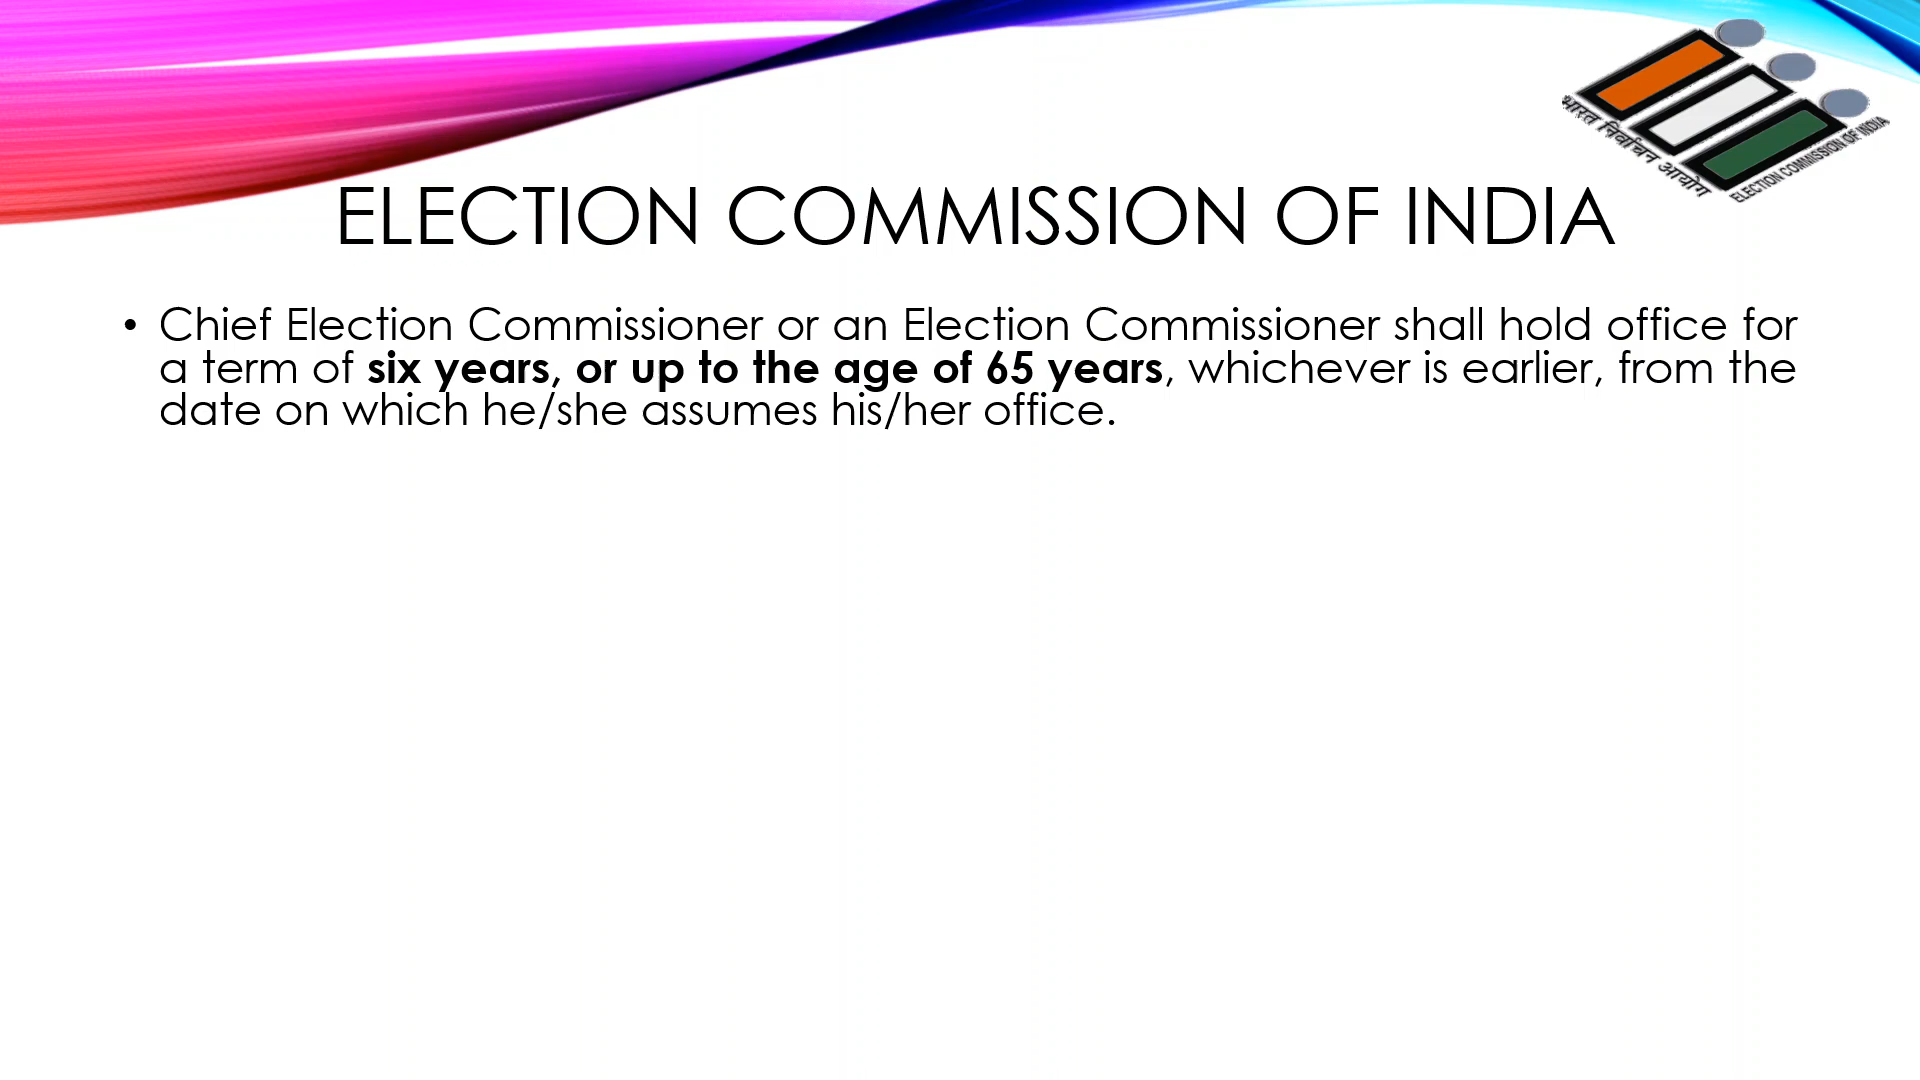 भारत निर्वाचन आयोग
ELECTION COMMISSION OF INDIA
ELECTION COMMISSION OF INDIA
• Chief Election Commissioner or an Election Commissioner shall hold office for
a term of six years, or up to the age of 65 years, whichever is earlier, from the
date on which he/she assumes his/her office.